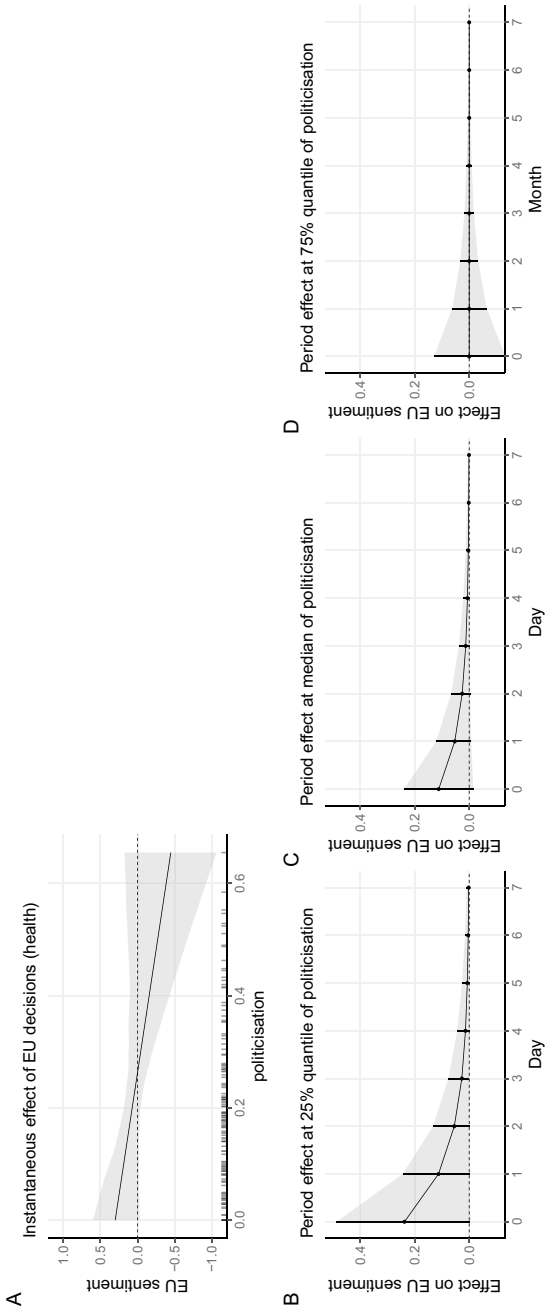 A
Instantaneous effect of EU decisions (health)
EU sentiment
1.0
0.5
0.0
−0.5
−1.0
0.0
0.2
0.4
0.6
politicisation
B
Period effect at 25% quantile of politicisation
Effect on EU sentiment
0.4
0.2
0.0
0
1
2
3
4
5
6
7
Day
C
Period effect at median of politicisation
Effect on EU sentiment
0.4
0.2
0.0
0
1
2
3
4
5
6
7
Day
D
Period effect at 75% quantile of politicisation
Effect on EU sentiment
0.4
0.2
0.0
0
1
2
3
4
5
6
7
Month